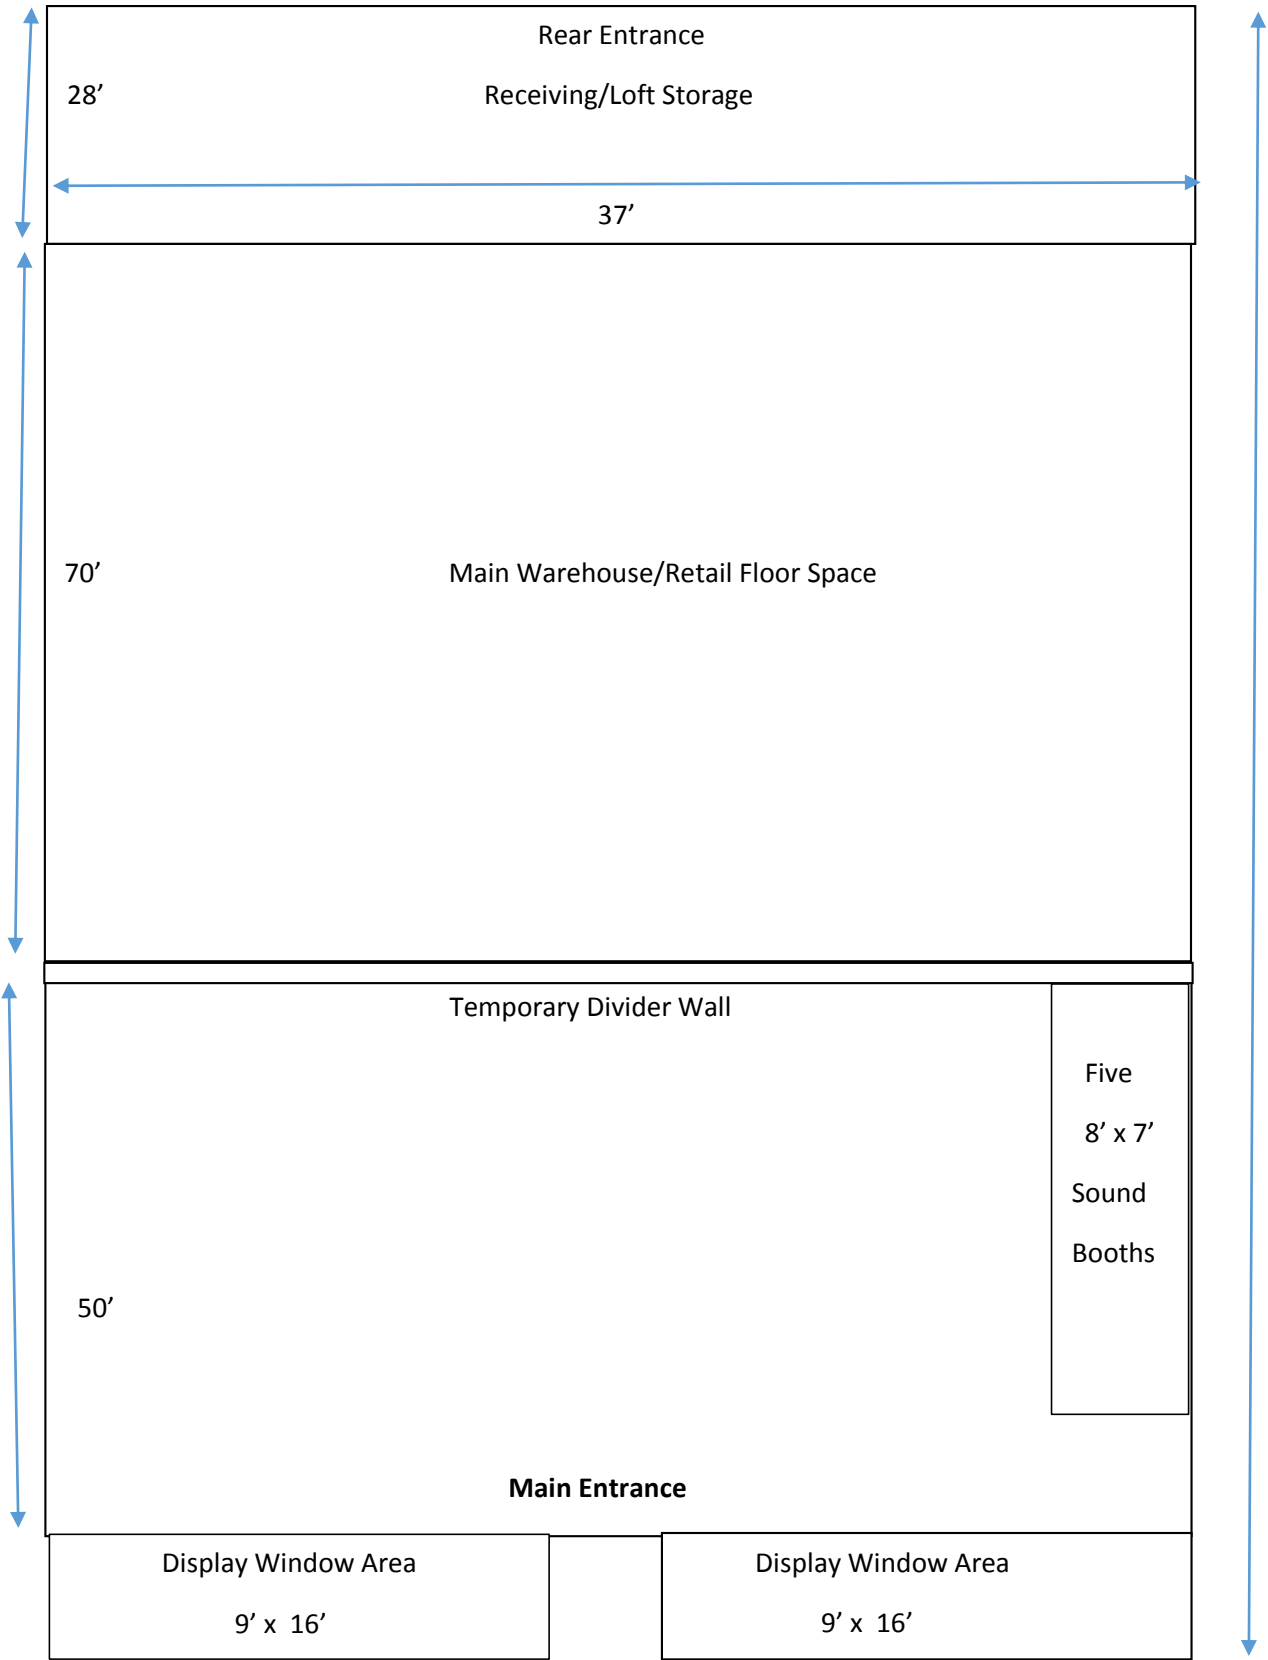 Rear Entrance
28’ Receiving/Loft Storage
37’
70’ Main Warehouse/Retail Floor Space
Temporary Divider Wall
Five
8’ x 7’
Sound
Booths
50’
Main Entrance
Display Window Area Display Window Area
9’ x  16’ 9’ x  16’